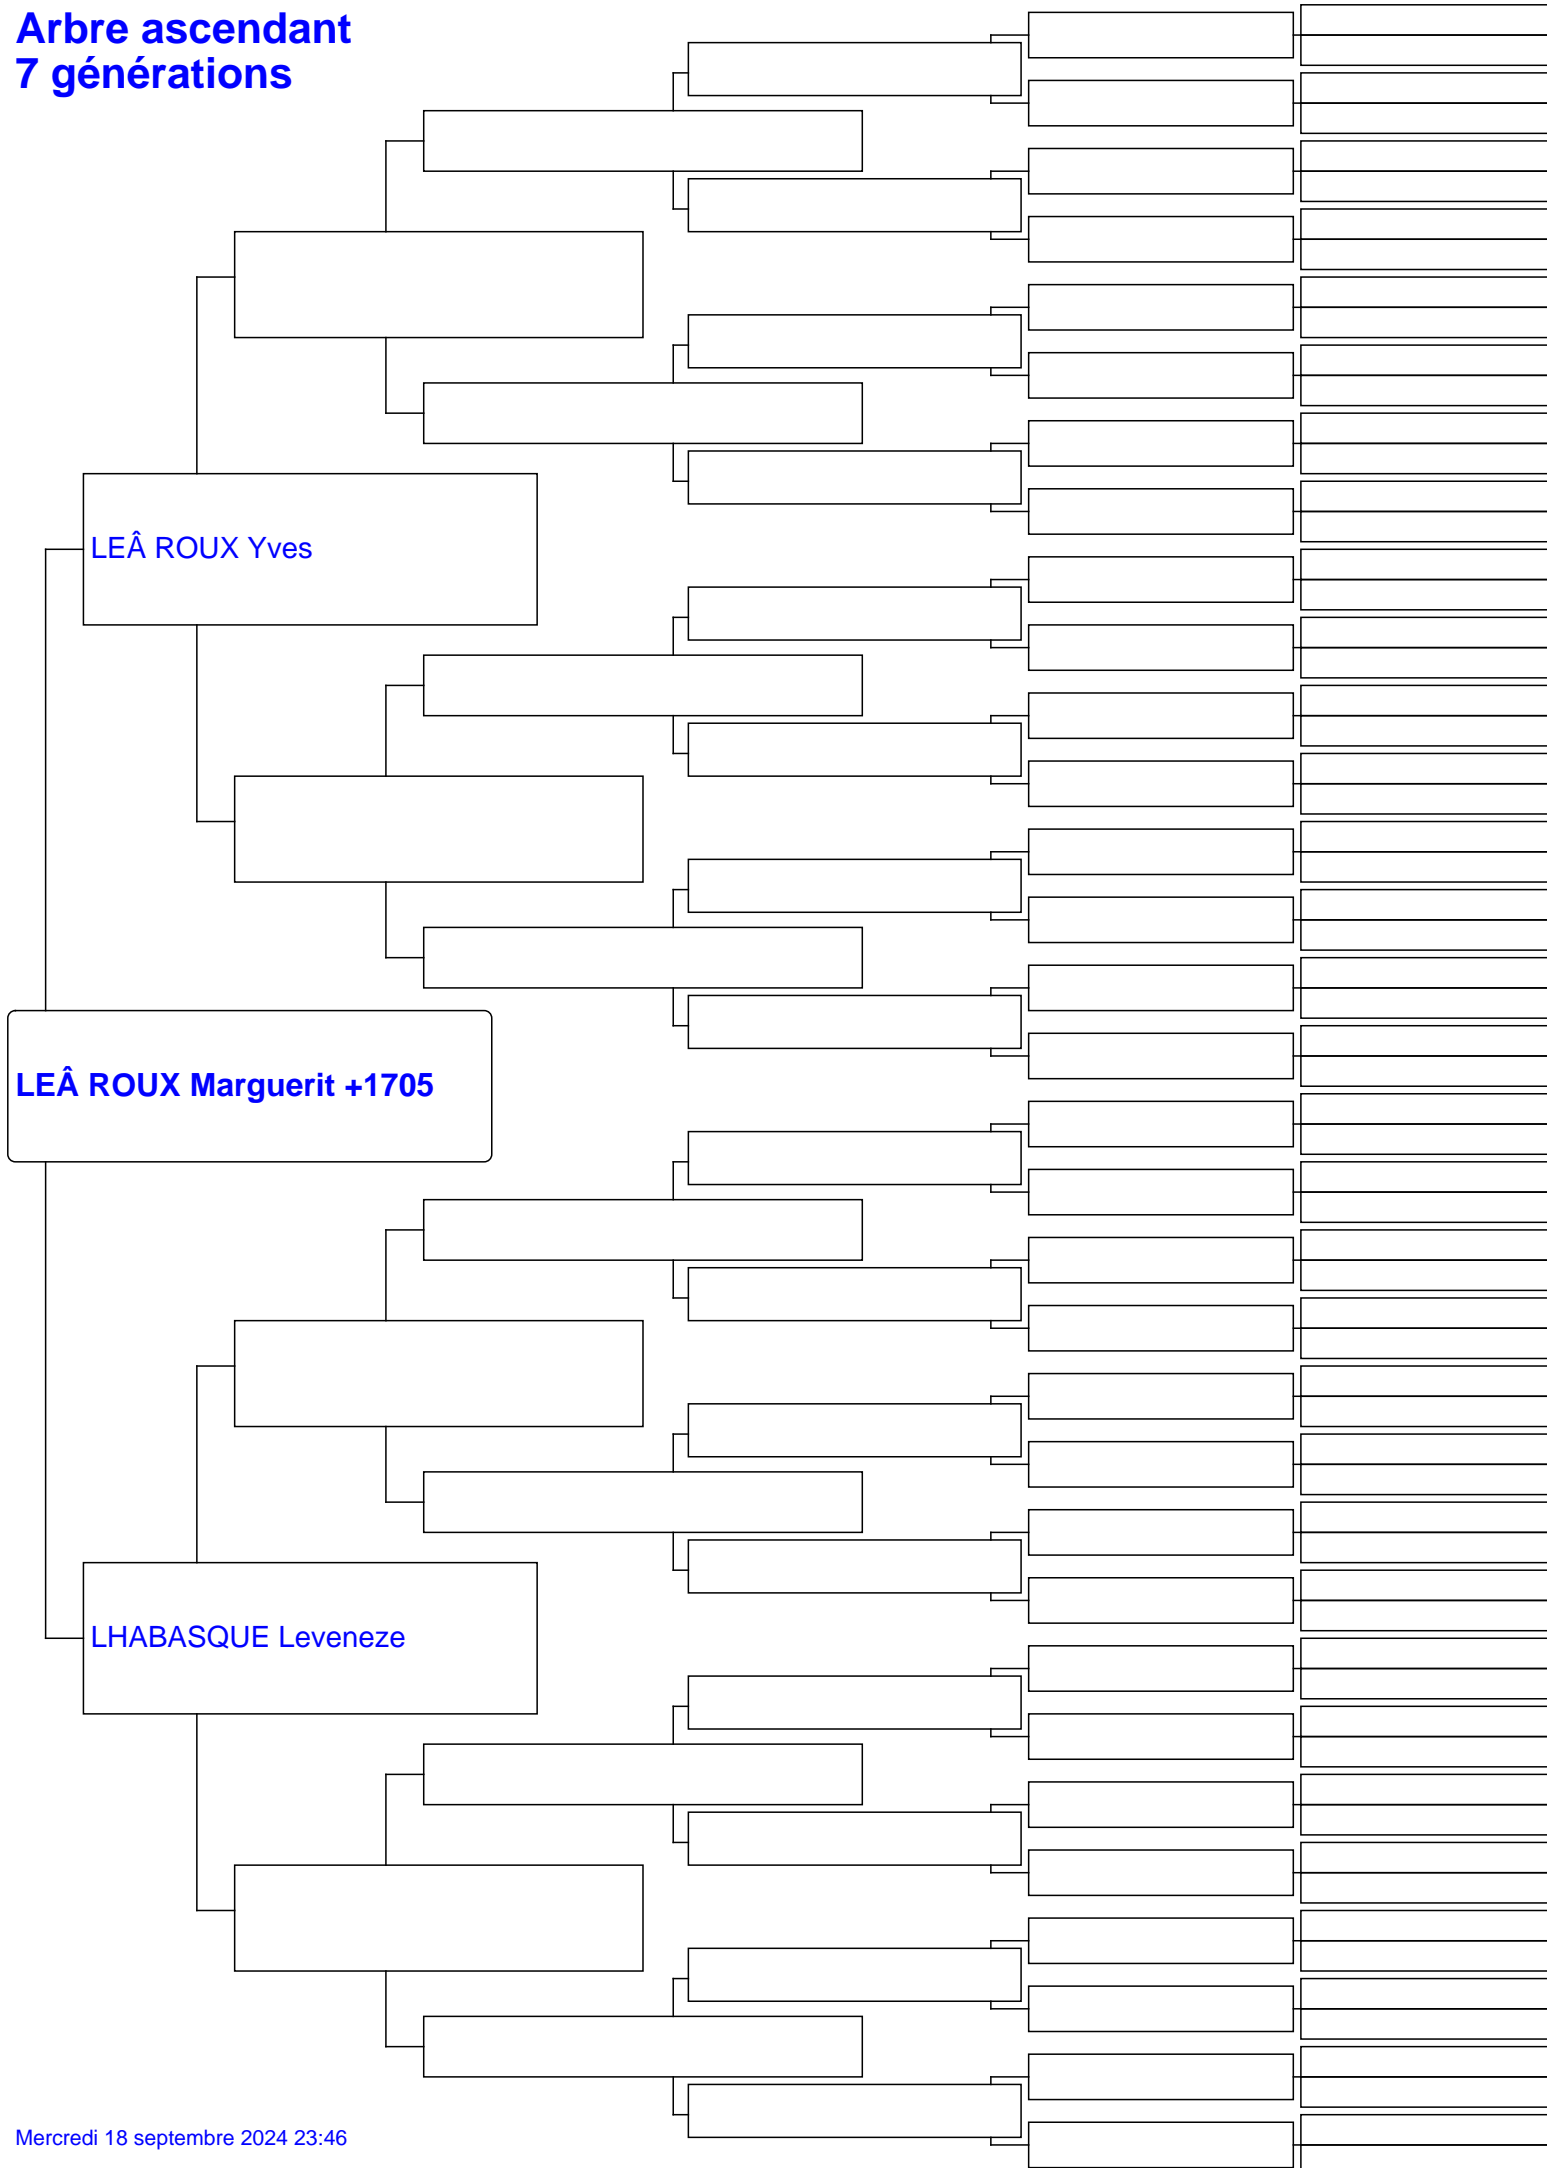 Arbre ascendant
7 générations
LEÂ ROUX Yves
LEÂ ROUX Marguerit +1705
LHABASQUE Leveneze
Mercredi 18 septembre 2024 23:46